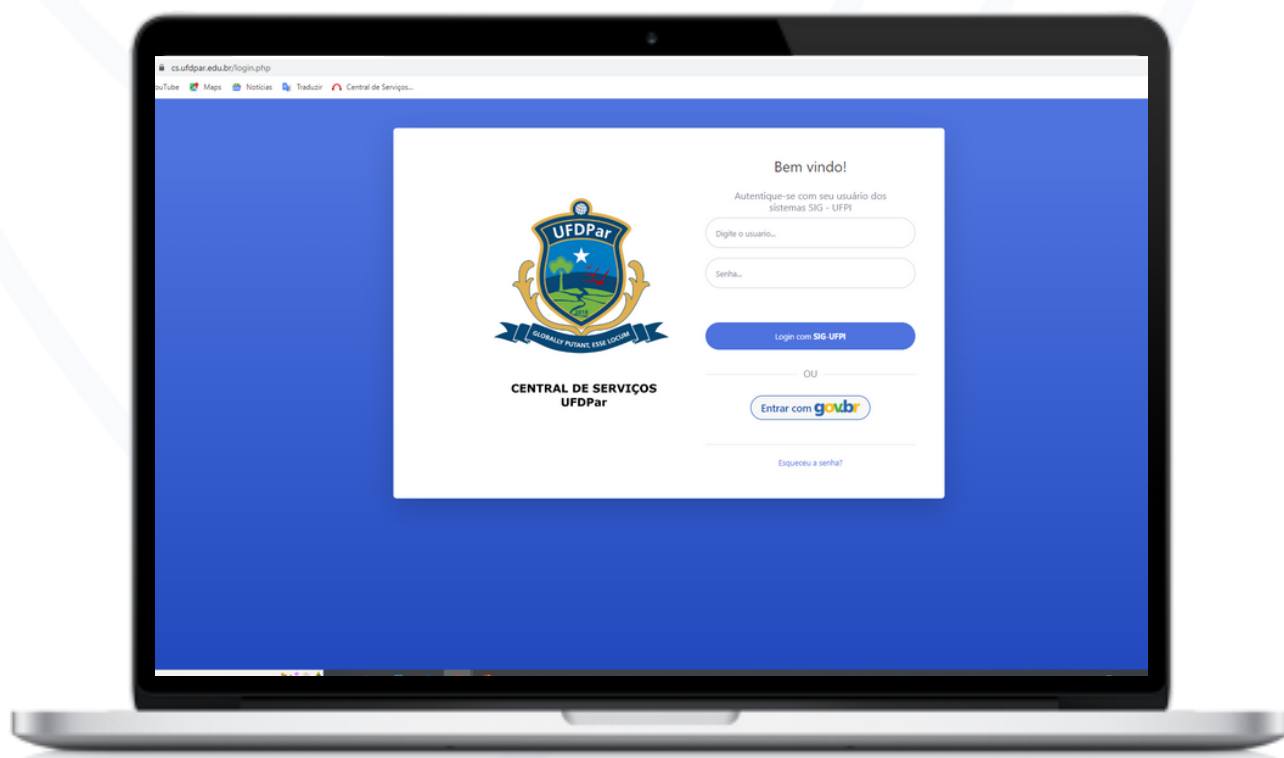 cs.ufdpar.edu.br/login.php
ouTube Maps Notícias Traduzir Central de Serviços...
Bem vindo!
Autentique-se com seu usuário dos
sistemas SIG - UFPI
Digite o usuario...
Senha...
Login com SIG-UFPI
OU
Entrar com gov.br
Esqueceu a senha?
UFDPar
2018
GLOBALLY PUTANT, ESSE LOCUM
CENTRAL DE SERVIÇOS
UFDPar